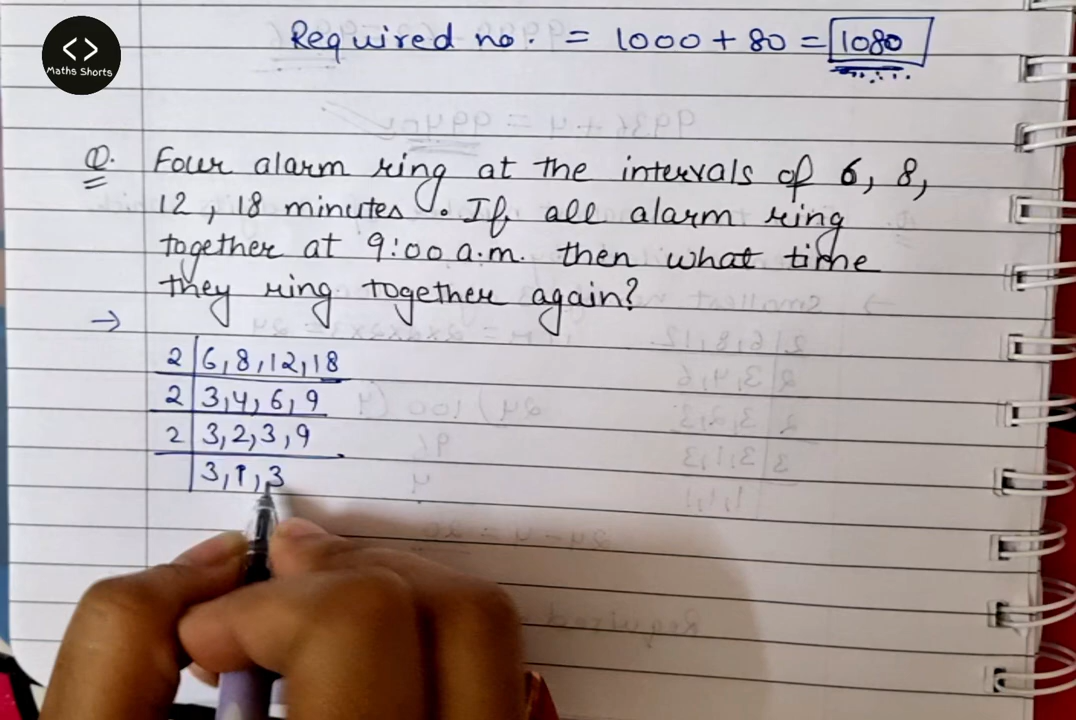 Required no. = 1000 + 80 = 1080
<>
Maths Shorts
Q. Four alarm ring at the intervals of 6, 8,
12, 18 minutes. If all alarm ring
together at 9:00 a.m. then what time
they ring together again?
→
2 | 6, 8, 12, 18
2 | 3, 4, 6, 9
2 | 3, 2, 3, 9
3, 1, 3